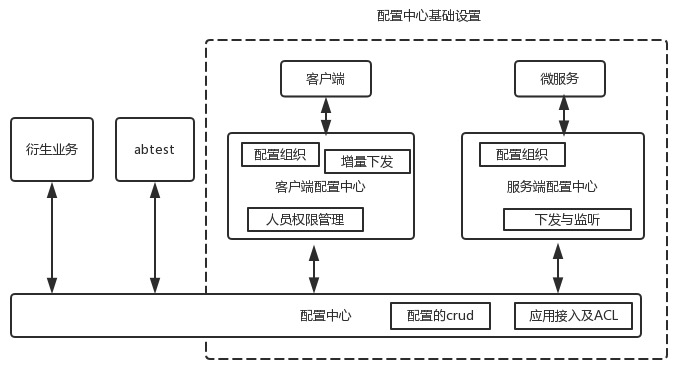 配置中心基础设置
客户端
微服务
衍生业务
abtest
配置组织
增量下发
客户端配置中心
人员权限管理
配置组织
服务端配置中心
下发与监听
配置中心
配置的crud
应用接入及ACL